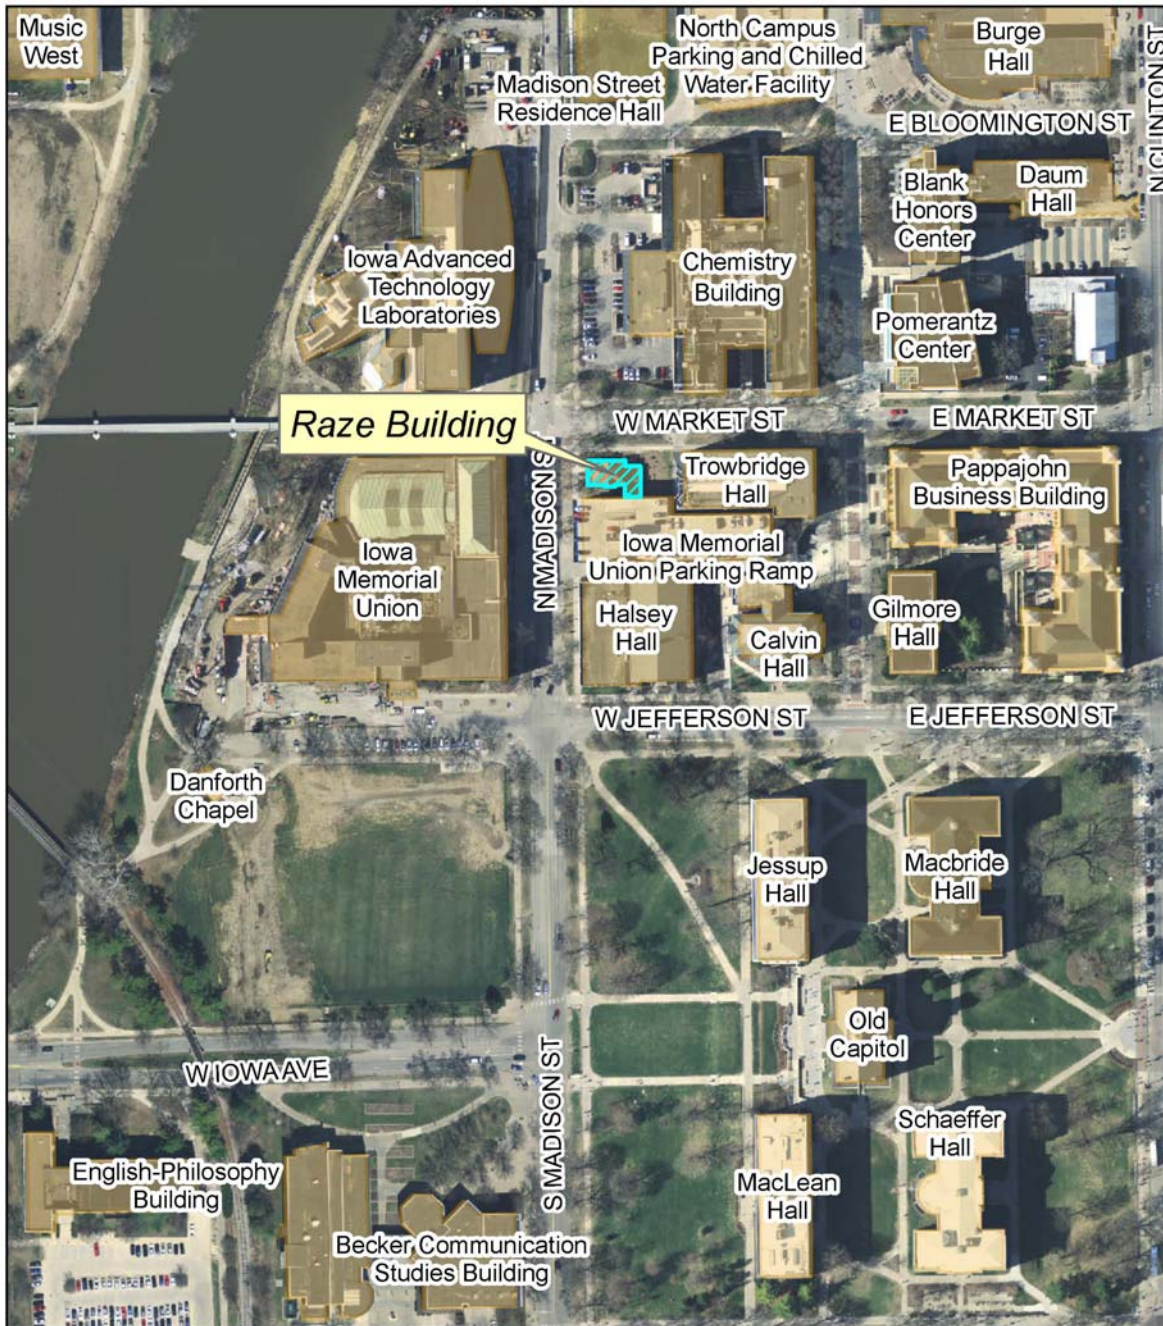 Music
West
North Campus
Parking and Chilled
Water Facility
Burge
Hall
N CLINTON ST
Madison Street
Residence Hall
E BLOOMINGTON ST
Blank
Honors
Center
Daum
Hall
Iowa Advanced
Technology
Laboratories
Chemistry
Building
Pomerantz
Center
Raze Building
W MARKET ST
E MARKET ST
N MADISON ST
Trowbridge
Hall
Pappajohn
Business Building
Iowa
Memorial
Union
Iowa Memorial
Union Parking Ramp
Halsey
Hall
Calvin
Hall
Gilmore
Hall
W JEFFERSON ST
E JEFFERSON ST
Danforth
Chapel
Jessup
Hall
Macbride
Hall
Old
Capitol
W IOWA AVE
S MADISON ST
Schaeffer
Hall
English-Philosophy
Building
MacLean
Hall
Becker Communication
Studies Building